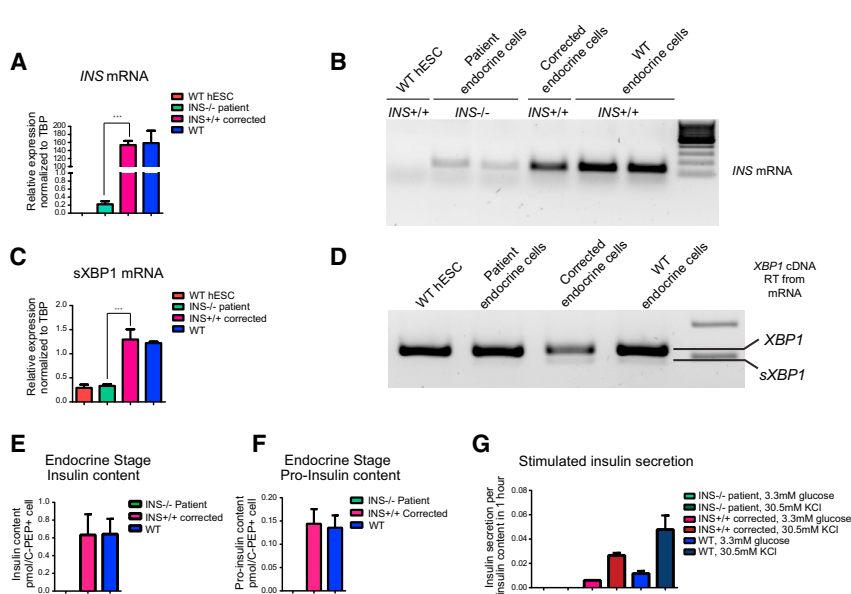 A
INS mRNA
Relative expression
normalized to TBP
200
180
160
140
120
100
1.0
0.8
0.6
0.4
0.2
0.0
***
WT hESC
INS-/- patient
INS+/+ corrected
WT
B
WT hESC
Patient
endocrine cells
Corrected
endocrine cells
WT
endocrine cells
INS+/+
INS-/-
INS+/+
INS+/+
INS mRNA
C
sXBP1 mRNA
Relative expression
normalized to TBP
2.0
1.5
1.0
0.5
0.0
***
WT hESC
INS-/- patient
INS+/+ corrected
WT
D
WT hESC
Patient
endocrine cells
Corrected
endocrine cells
WT
endocrine cells
XBP1 cDNA
RT from
mRNA
XBP1
sXBP1
E
Endocrine Stage
Insulin content
Insulin content
pmol/C-PEP+ cell
1.0
0.8
0.6
0.4
0.2
0.0
INS-/- Patient
INS+/+ corrected
WT
F
Endocrine Stage
Pro-Insulin content
Pro-insulin content
pmol/C-PEP+ cell
0.20
0.15
0.10
0.05
0.00
INS-/- Patient
INS+/+ Corrected
WT
G
Stimulated insulin secretion
Insulin secretion per
insulin content in 1 hour
0.08
0.06
0.04
0.02
0.00
INS-/- patient, 3.3mM glucose
INS-/- patient, 30.5mM KCl
INS+/+ corrected, 3.3mM glucose
INS+/+ corrected, 30.5mM KCl
WT, 3.3mM glucose
WT, 30.5mM KCl